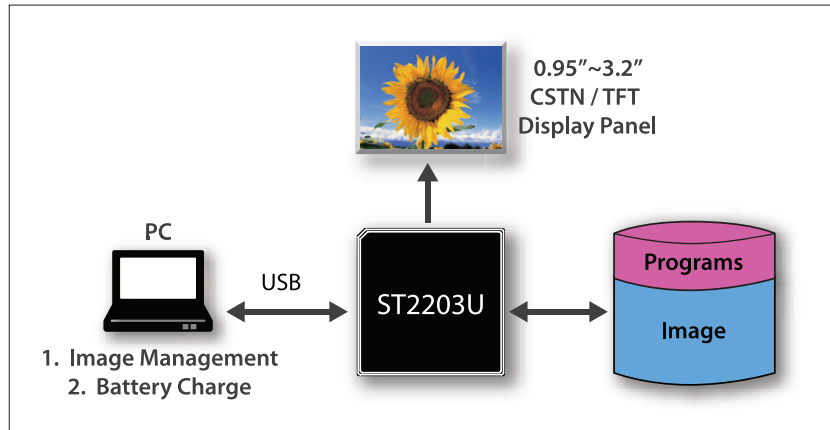 0.95”~3.2”
CSTN / TFT
Display Panel
PC
USB
1. Image Management
2. Battery Charge
ST2203U
Programs
Image